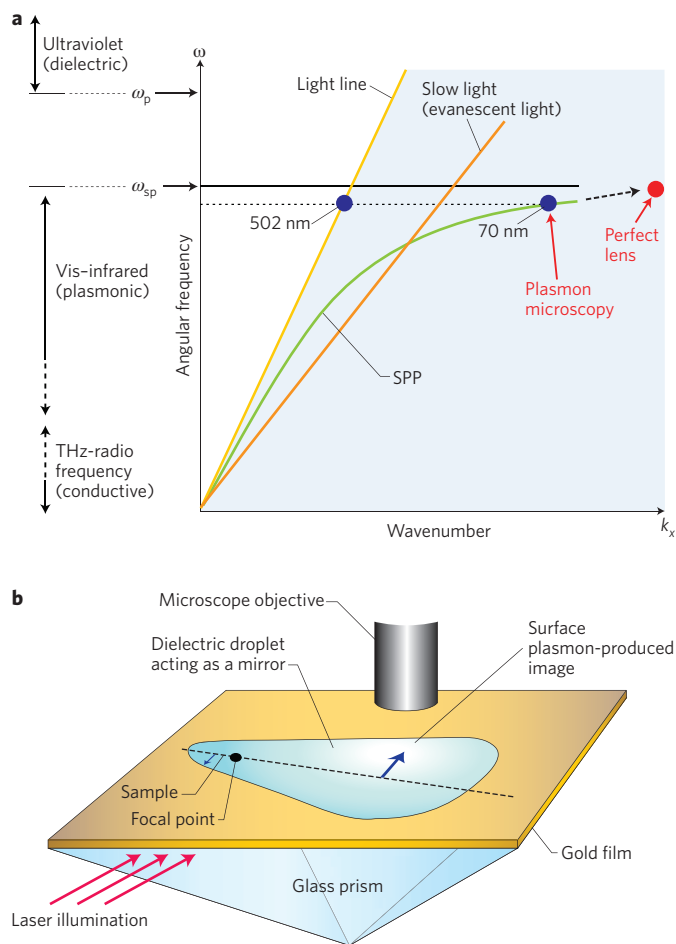 a
Ultraviolet
(dielectric)
ωp
ωsp
Vis–infrared
(plasmonic)
THz-radio
frequency
(conductive)
ω
Light line
Slow light
(evanescent light)
502 nm
70 nm
Perfect
lens
Plasmon
microscopy
SPP
Angular frequency
Wavenumber
kx
b
Microscope objective
Dielectric droplet
acting as a mirror
Surface
plasmon-produced
image
Sample
Focal point
Gold film
Glass prism
Laser illumination